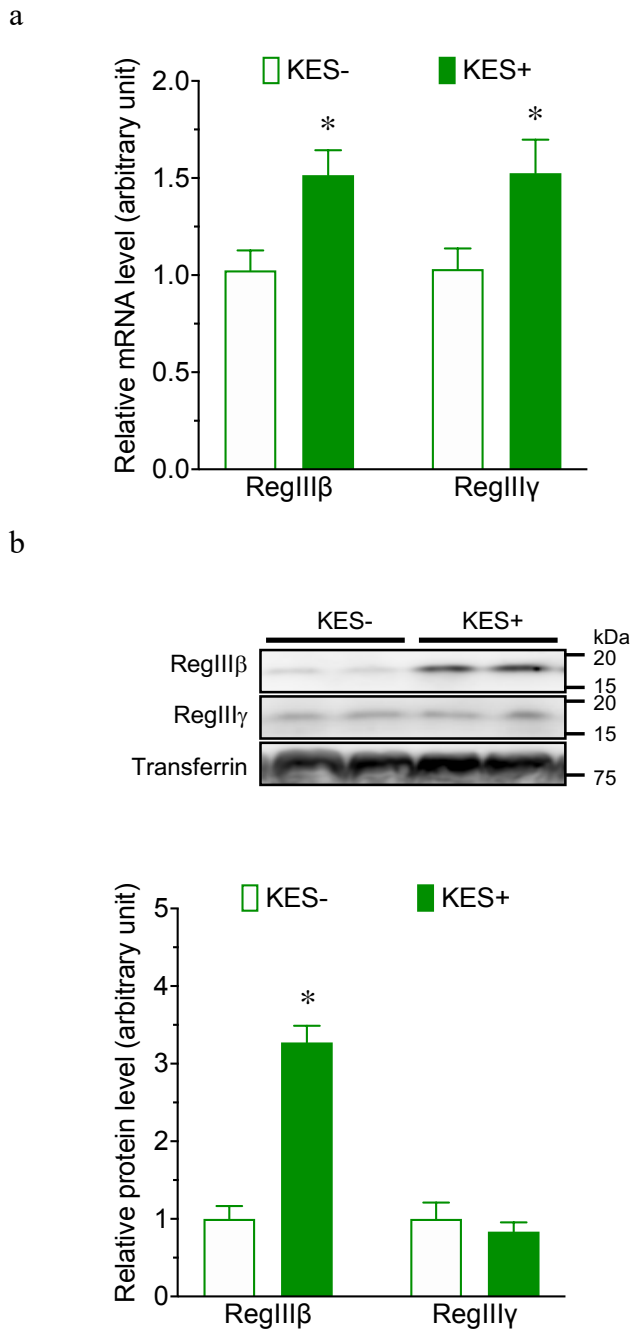 a
KES- KES+
Relative mRNA level (arbitrary unit)
2.0
* *
1.5
1.0
0.5
0.0
RegIIIβ RegIIIγ
b
KES- KES+
kDa
RegIIIβ
20
15
RegIIIγ
20
15
Transferrin
75
KES- KES+
Relative protein level (arbitrary unit)
5
4
*
3
2
1
0
RegIIIβ RegIIIγ